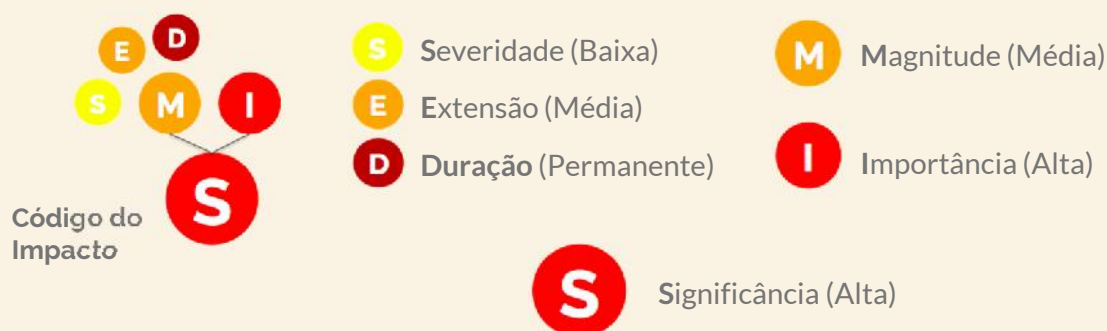 E D
S M I
S
Código do
Impacto
S Severidade (Baixa)
E Extensão (Média)
D Duração (Permanente)
M Magnitude (Média)
I Importância (Alta)
S Significância (Alta)